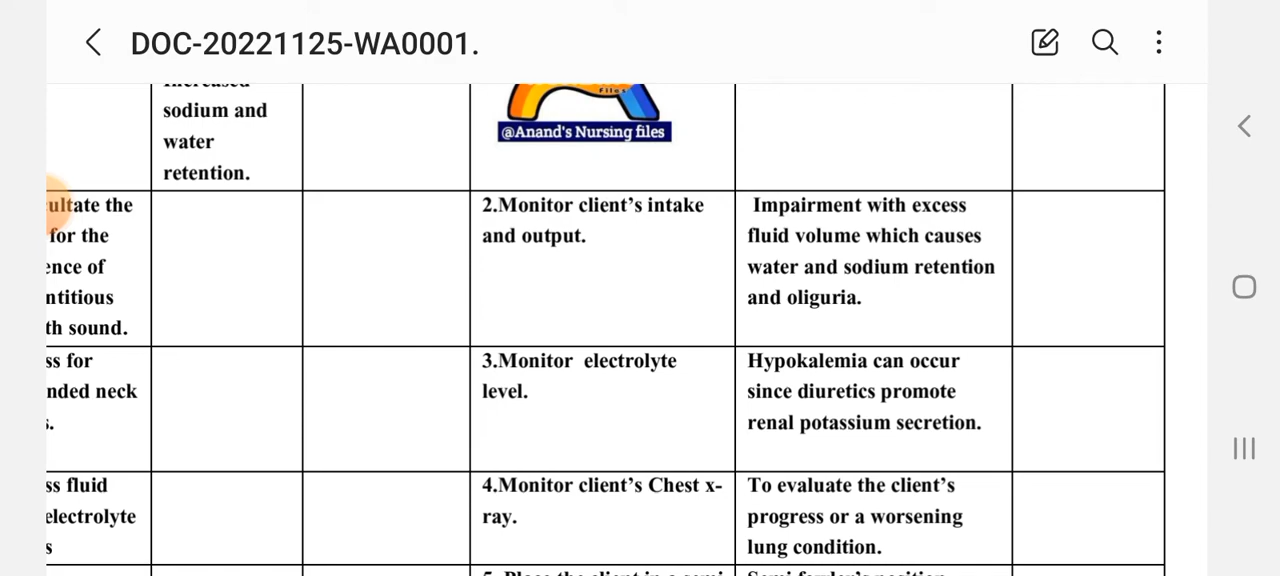 DOC-20221125-WA0001.
sodium and
water
retention.
Files
@Anand's Nursing files
ultate the
for the
ence of
ntitious
th sound.
2.Monitor client's intake
and output.
Impairment with excess
fluid volume which causes
water and sodium retention
and oliguria.
ss for
nded neck
s.
3.Monitor electrolyte
level.
Hypokalemia can occur
since diuretics promote
renal potassium secretion.
ss fluid
electrolyte
s
4.Monitor client's Chest x-
ray.
To evaluate the client's
progress or a worsening
lung condition.